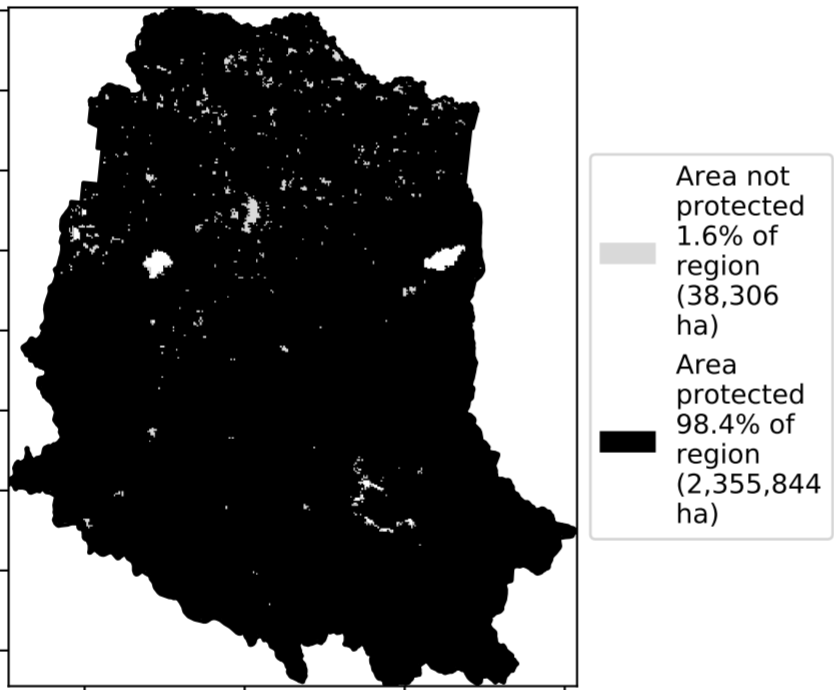 Area not
protected
1.6% of
region
(38,306
ha)
Area
protected
98.4% of
region
(2,355,844
ha)